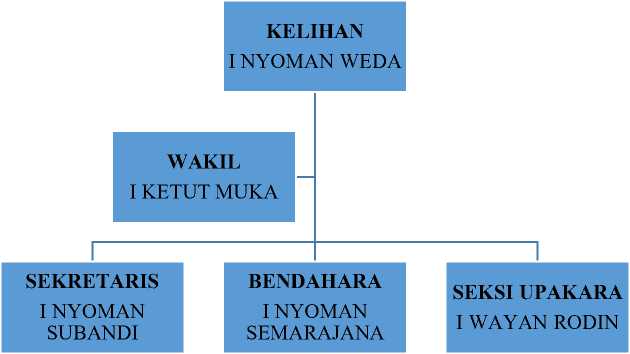 KELIHAN
I NYOMAN WEDA
WAKIL
I KETUT MUKA
SEKRETARIS
I NYOMAN
SUBANDI
BENDAHARA
I NYOMAN
SEMARAJANA
SEKSI UPAKARA
I WAYAN RODIN